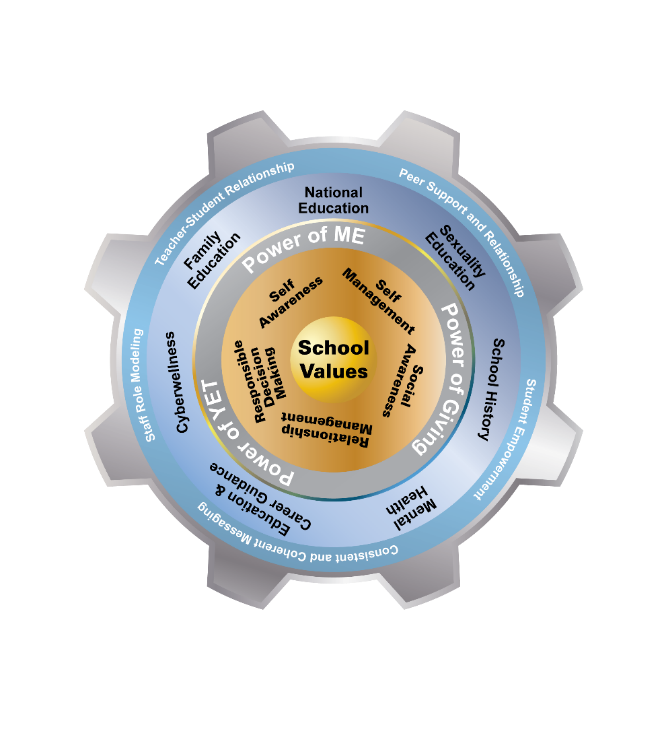 School
Values
Self
Awareness
Self
Management
Social
Awareness
Relationship
Management
Responsible
Decision
Making
Power of ME
Power of Giving
Power of YET
National
Education
Sexuality
Education
School History
Mental
Health
Education &
Career Guidance
Cyberwellness
Family
Education
Teacher-Student Relationship
Peer Support and Relationship
Student Empowerment
Consistent and Coherent Messaging
Staff Role Modeling